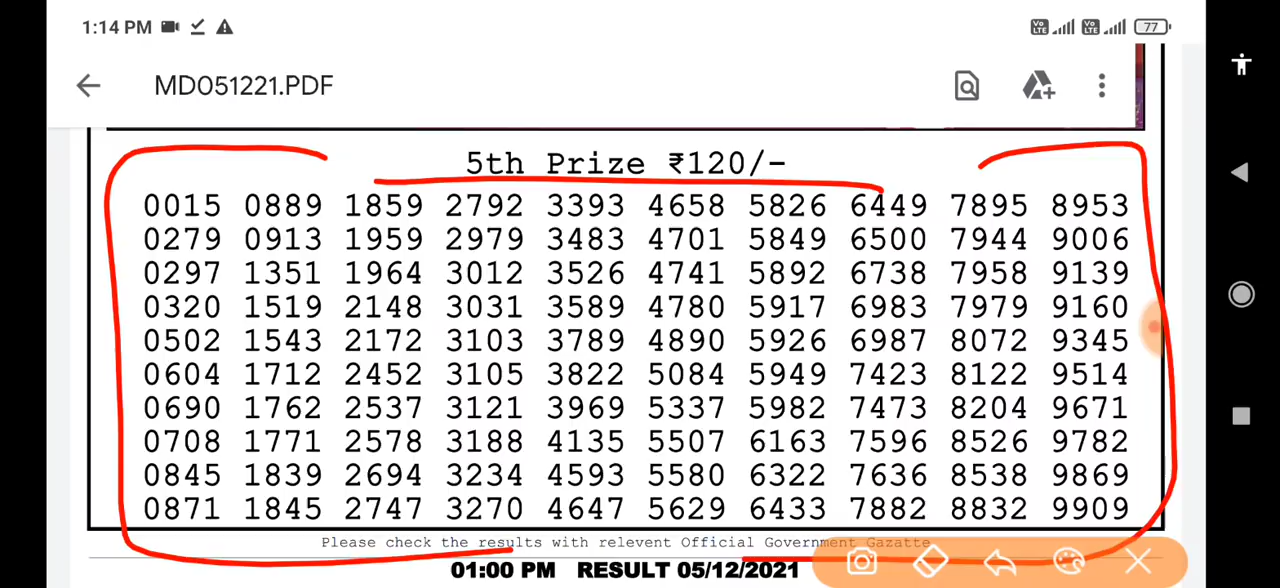 1:14 PM
Vo LTE Vo LTE 77
MD051221.PDF
5th Prize ₹120/-
0015 0889 1859 2792 3393 4658 5826 6449 7895 8953
0279 0913 1959 2979 3483 4701 5849 6500 7944 9006
0297 1351 1964 3012 3526 4741 5892 6738 7958 9139
0320 1519 2148 3031 3589 4780 5917 6983 7979 9160
0502 1543 2172 3103 3789 4890 5926 6987 8072 9345
0604 1712 2452 3105 3822 5084 5949 7423 8122 9514
0690 1762 2537 3121 3969 5337 5982 7473 8204 9671
0708 1771 2578 3188 4135 5507 6163 7596 8526 9782
0845 1839 2694 3234 4593 5580 6322 7636 8538 9869
0871 1845 2747 3270 4647 5629 6433 7882 8832 9909
Please check the results with relevent Official Government Gazatte
01:00 PM RESULT 05/12/2021